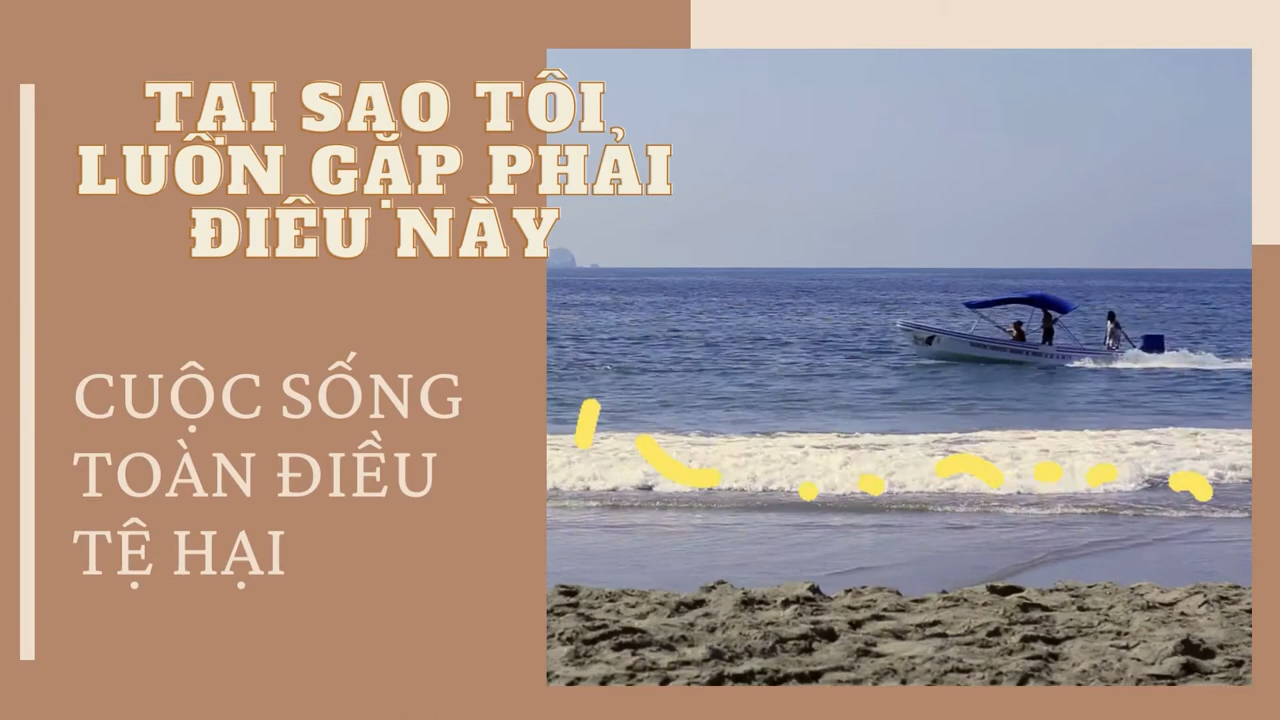 TẠI SAO TÔI
LUÔN GẶP PHẢI
ĐIỀU NÀY
CUỘC SỐNG
TOÀN ĐIỀU
TỆ HẠI